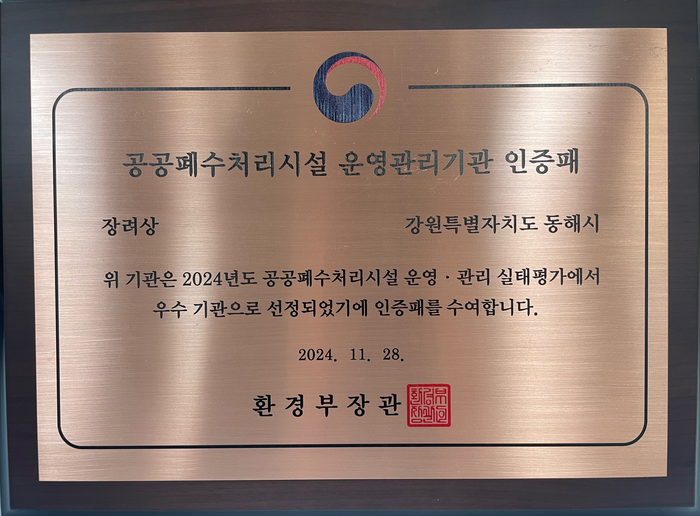 공공폐수처리시설 운영관리기관 인증패
장려상 강원특별자치도 동해시
위 기관은 2024년도 공공폐수처리시설 운영 · 관리 실태평가에서
우수 기관으로 선정되었기에 인증패를 수여합니다.
2024. 11. 28.
환경부장관